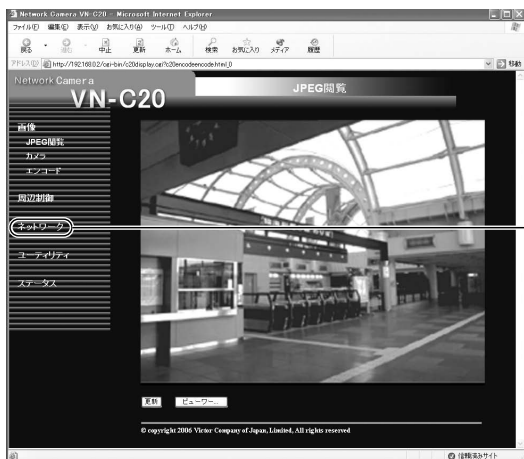 Network Camera VN-C20 - Microsoft Internet Explorer
ファイル(F) 編集(E) 表示(V) お気に入り(A) ツール(T) ヘルプ(H)
戻る 中止 更新 ホーム 検索 お気に入り メディア 履歴
アドレス(D) http://192.168.0.2/cgi-bin/c20display.cgi?c20encodeencode.html,0 移動
Network Camera
VN-C20
JPEG閲覧
画像
JPEG閲覧
カメラ
エンコード
周辺制御
ネットワーク
ユーティリティ
ステータス
更新 ビューワー...
© copyright 2006 Victor Company of Japan, Limited, All rights reserved
信頼済みサイト